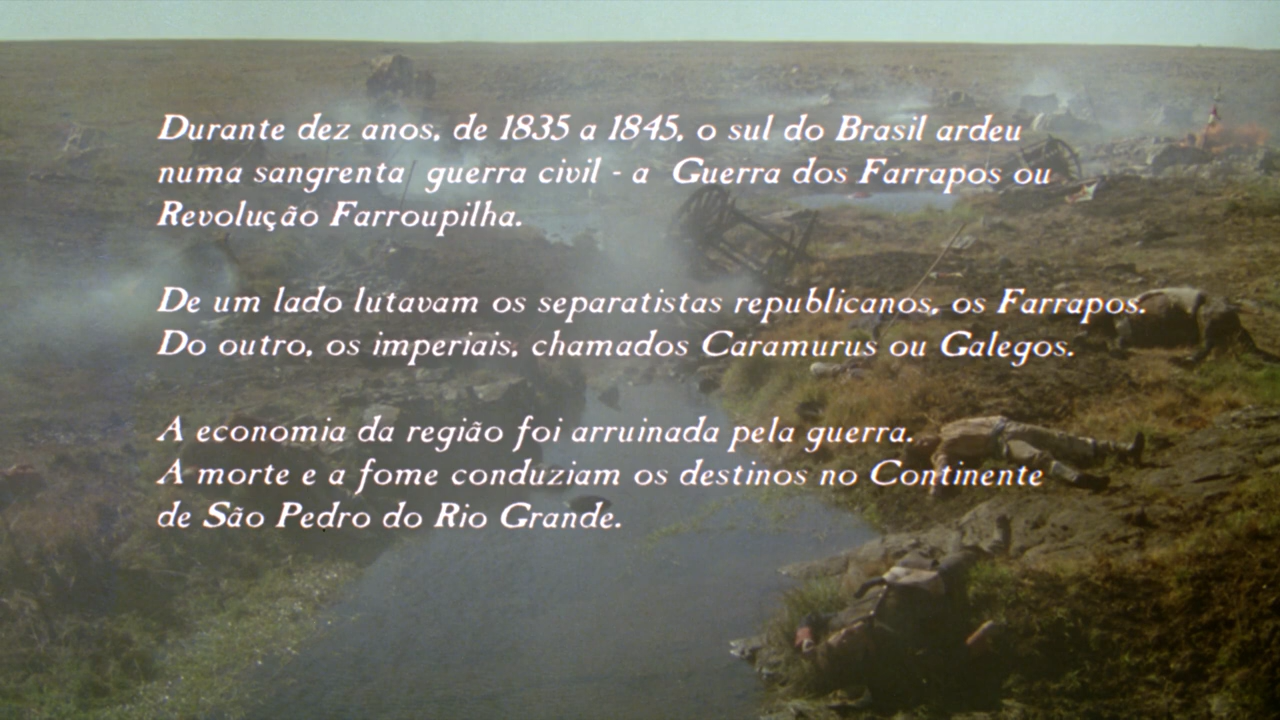 Durante dez anos, de 1835 a 1845, o sul do Brasil ardeu
numa sangrenta guerra civil - a Guerra dos Farrapos ou
Revolução Farroupilha.
De um lado lutavam os separatistas republicanos, os Farrapos.
Do outro, os imperiais, chamados Caramurus ou Galegos.
A economia da região foi arruinada pela guerra.
A morte e a fome conduziam os destinos no Continente
de São Pedro do Rio Grande.